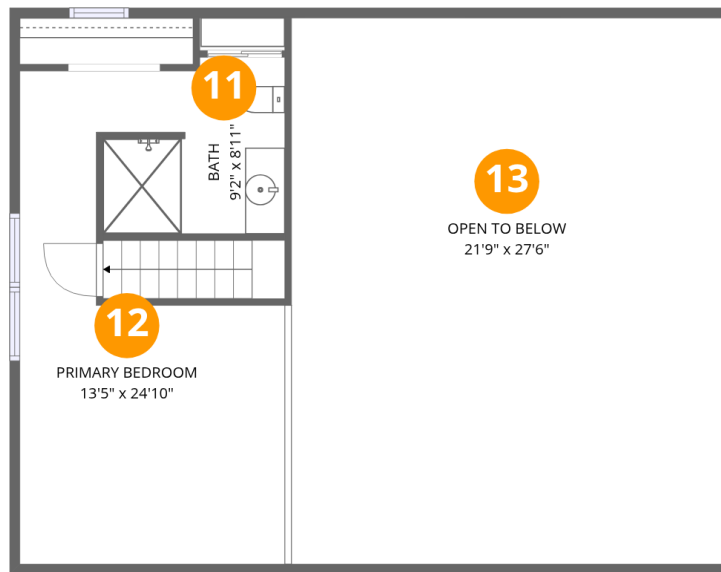 11
BATH
9'2" x 8'11"
13
OPEN TO BELOW
21'9" x 27'6"
12
PRIMARY BEDROOM
13'5" x 24'10"